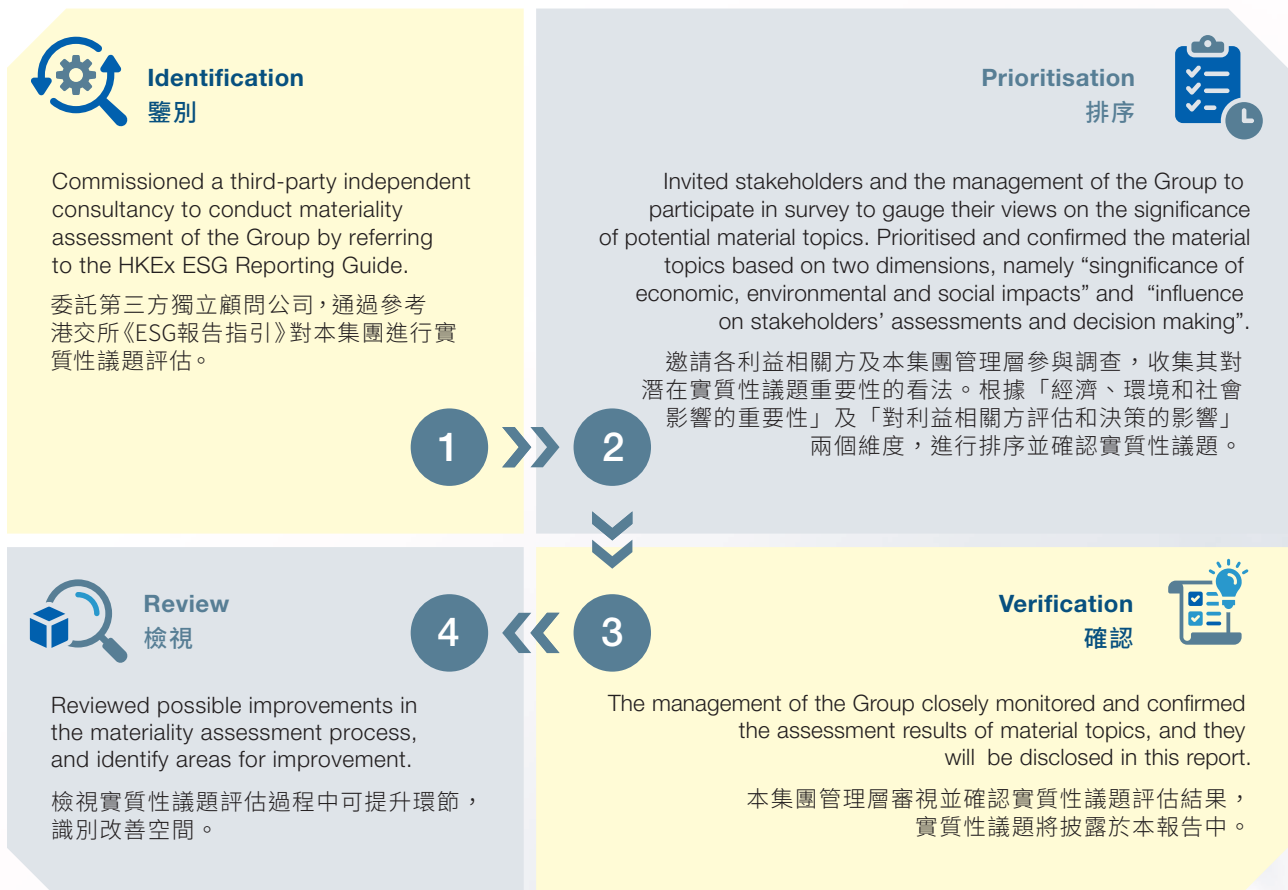 Identification
鑒別
Commissioned a third-party independent
consultancy to conduct materiality
assessment of the Group by referring
to the HKEx ESG Reporting Guide.
委託第三方獨立顧問公司，通過參考
港交所《ESG報告指引》對本集團進行實
質性議題評估。
1
Prioritisation
排序
Invited stakeholders and the management of the Group to
participate in survey to gauge their views on the significance
of potential material topics. Prioritised and confirmed the material
topics based on two dimensions, namely “singnificance of
economic, environmental and social impacts” and “influence
on stakeholders’ assessments and decision making”.
邀請各利益相關方及本集團管理層參與調查，收集其對
潛在實質性議題重要性的看法。根據「經濟、環境和社會
影響的重要性」及「對利益相關方評估和決策的影響」
兩個維度，進行排序並確認實質性議題。
2
Verification
確認
3
The management of the Group closely monitored and confirmed
the assessment results of material topics, and they
will be disclosed in this report.
本集團管理層審視並確認實質性議題評估結果，
實質性議題將披露於本報告中。
Review
檢視
4
Reviewed possible improvements in
the materiality assessment process,
and identify areas for improvement.
檢視實質性議題評估過程中可提升環節，
識別改善空間。